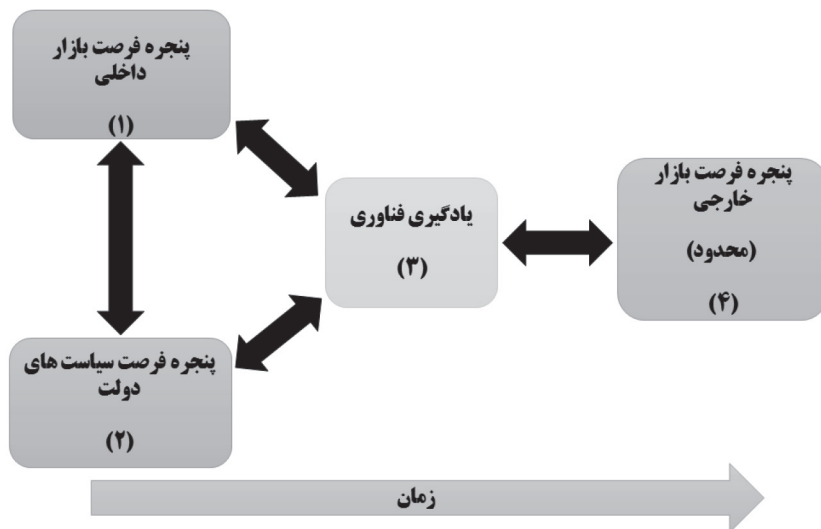 پنجره فرصت بازار
داخلی
(۱)
پنجره فرصت بازار
خارجی
(محدود)
(۴)
یادگیری فناوری
(۳)
پنجره فرصت سیاست های
دولت
(۲)
زمان